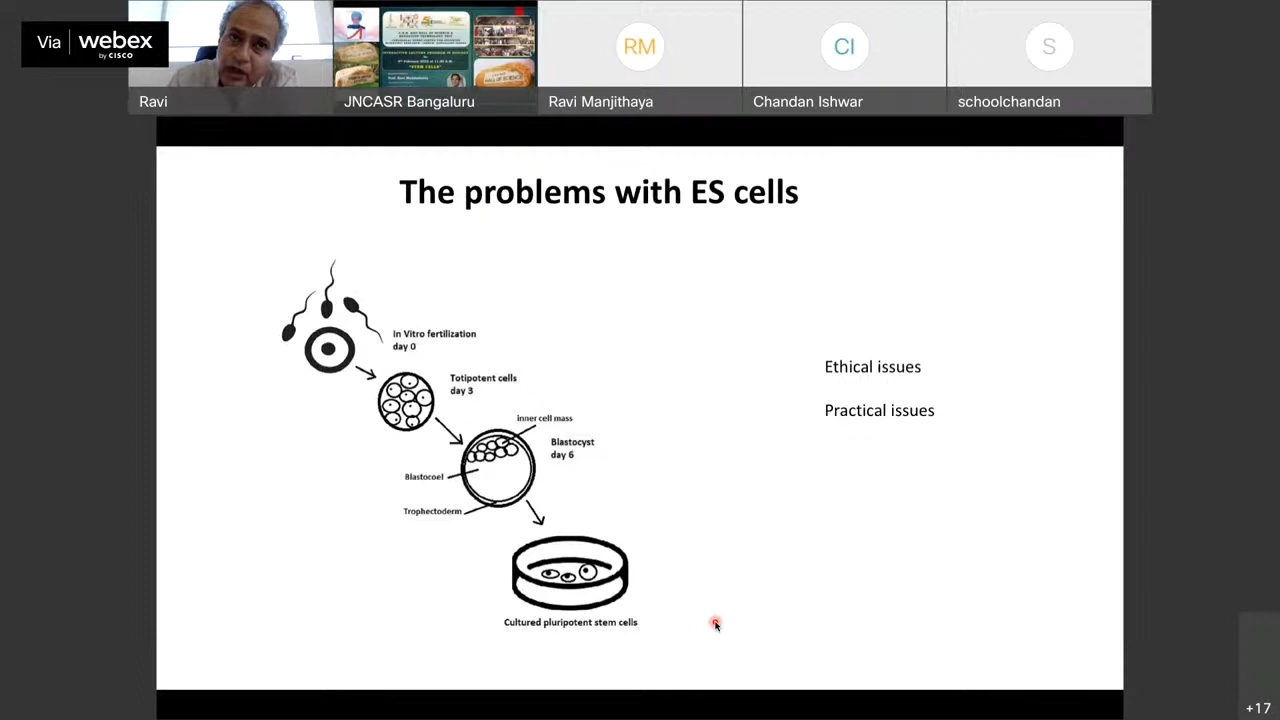 Via webex
by cisco
RM
CI
S
Ravi
JNCASR Bangaluru
Ravi Manjithaya
Chandan Ishwar
schoolchandan
"STEM CELLS"
The problems with ES cells
In Vitro fertilization
day 0
Totipotent cells
day 3
inner cell mass
Blastocyst
day 6
Blastocoel
Trophectoderm
Cultured pluripotent stem cells
Ethical issues
Practical issues
+17